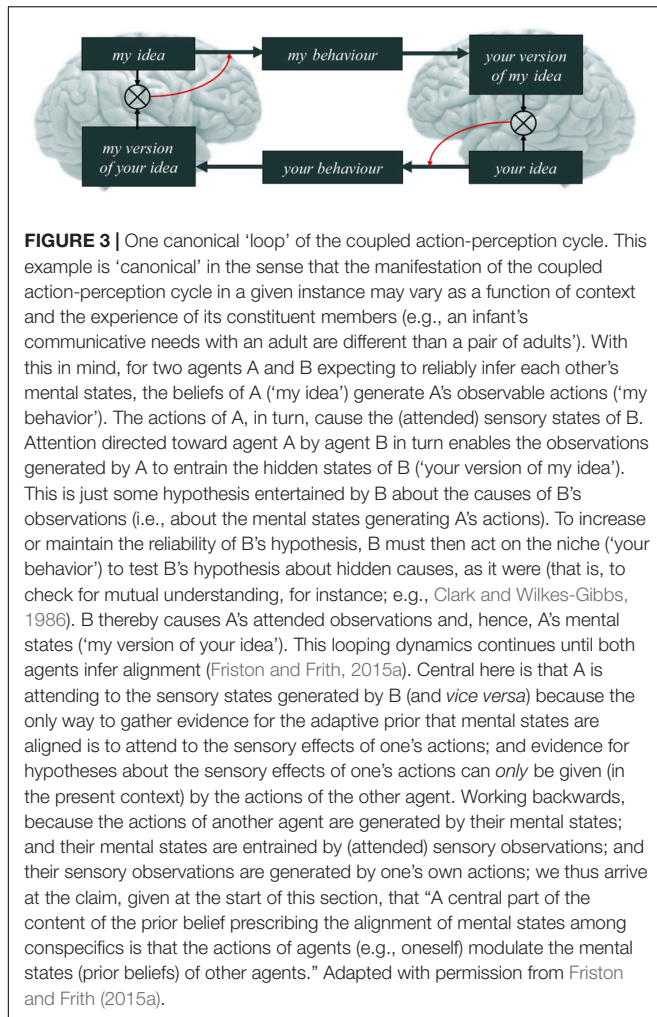 my idea
my behaviour
your version
of my idea
my version
of your idea
your behaviour
your idea
FIGURE 3 | One canonical ‘loop’ of the coupled action-perception cycle. This
example is ‘canonical’ in the sense that the manifestation of the coupled
action-perception cycle in a given instance may vary as a function of context
and the experience of its constituent members (e.g., an infant’s
communicative needs with an adult are different than a pair of adults’). With
this in mind, for two agents A and B expecting to reliably infer each other’s
mental states, the beliefs of A (‘my idea’) generate A’s observable actions (‘my
behavior’). The actions of A, in turn, cause the (attended) sensory states of B.
Attention directed toward agent A by agent B in turn enables the observations
generated by A to entrain the hidden states of B (‘your version of my idea’).
This is just some hypothesis entertained by B about the causes of B’s
observations (i.e., about the mental states generating A’s actions). To increase
or maintain the reliability of B’s hypothesis, B must then act on the niche (‘your
behavior’) to test B’s hypothesis about hidden causes, as it were (that is, to
check for mutual understanding, for instance; e.g., Clark and Wilkes-Gibbs,
1986). B thereby causes A’s attended observations and, hence, A’s mental
states (‘my version of your idea’). This looping dynamics continues until both
agents infer alignment (Friston and Frith, 2015a). Central here is that A is
attending to the sensory states generated by B (and vice versa) because the
only way to gather evidence for the adaptive prior that mental states are
aligned is to attend to the sensory effects of one’s actions; and evidence for
hypotheses about the sensory effects of one’s actions can only be given (in
the present context) by the actions of the other agent. Working backwards,
because the actions of another agent are generated by their mental states;
and their mental states are entrained by (attended) sensory observations; and
their sensory observations are generated by one’s own actions; we thus arrive
at the claim, given at the start of this section, that “A central part of the
content of the prior belief prescribing the alignment of mental states among
conspecifics is that the actions of agents (e.g., oneself) modulate the mental
states (prior beliefs) of other agents.” Adapted with permission from Friston
and Frith (2015a).